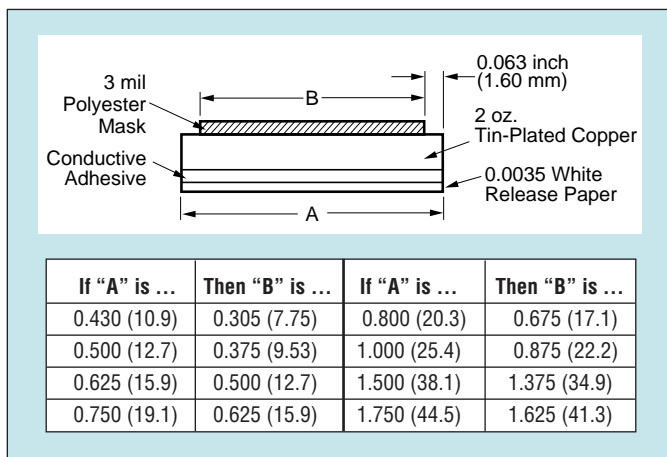 0.063 inch
(1.60 mm)
3 mil
Polyester
Mask
B
2 oz.
Tin-Plated Copper
Conductive
Adhesive
0.0035 White
Release Paper
A
If “A” is ... Then “B” is ... If “A” is ... Then “B” is ...
0.430 (10.9) 0.305 (7.75) 0.800 (20.3) 0.675 (17.1)
0.500 (12.7) 0.375 (9.53) 1.000 (25.4) 0.875 (22.2)
0.625 (15.9) 0.500 (12.7) 1.500 (38.1) 1.375 (34.9)
0.750 (19.1) 0.625 (15.9) 1.750 (44.5) 1.625 (41.3)